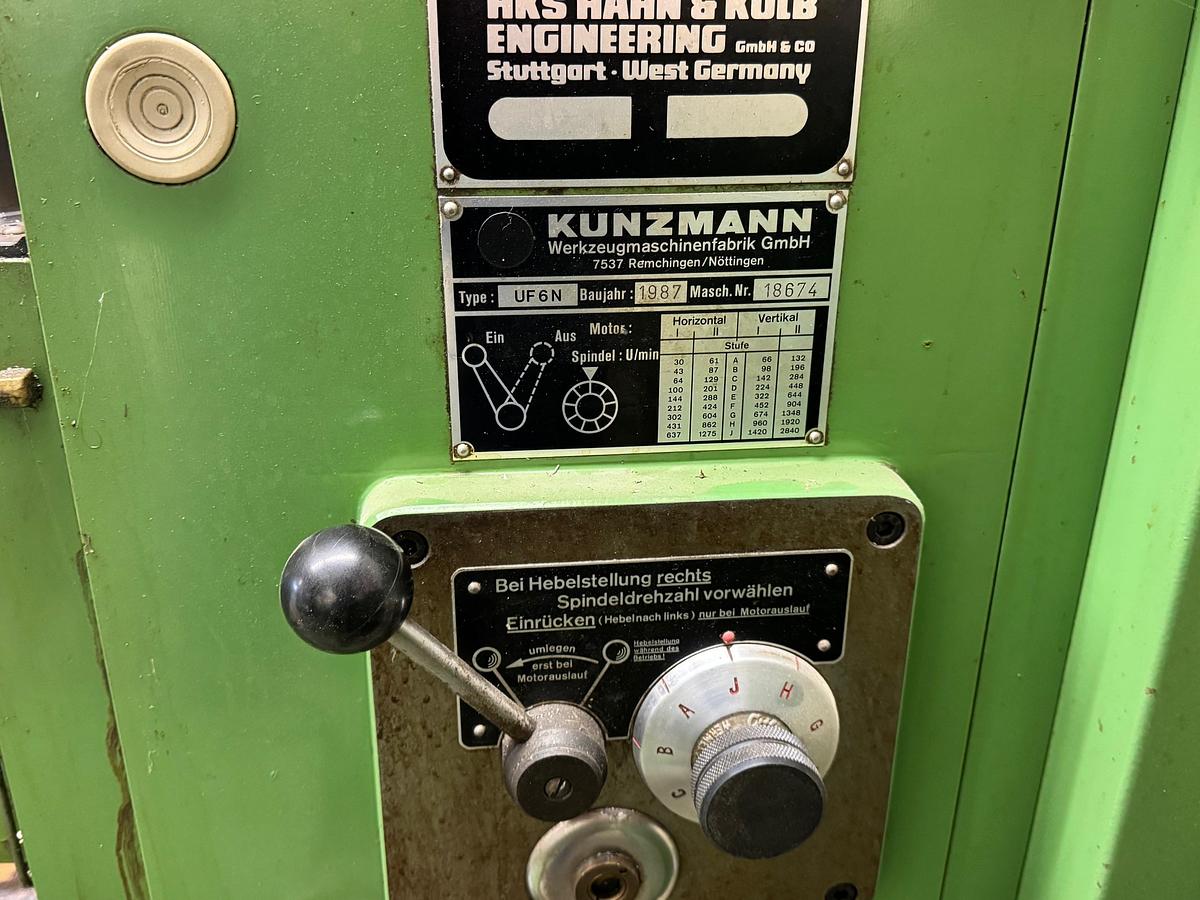 HKS HAHN & KOLB
ENGINEERING GmbH & CO
Stuttgart · West Germany
KUNZMANN
Werkzeugmaschinenfabrik GmbH
7537 Remchingen/Nöttingen
Type: UF6N Baujahr: 1987 Masch. Nr. 18674
Ein Aus Motor:
Spindel: U/min
Horizontal Vertikal
I II I II
Stufe
30 61 A 66 132
43 87 B 98 196
64 129 C 142 284
100 201 D 224 448
144 288 E 322 644
212 424 F 452 904
302 604 G 674 1348
431 862 H 960 1920
637 1275 J 1420 2840
Bei Hebelstellung rechts
Spindeldrehzahl vorwählen
Einrücken (Hebel nach links) nur bei Motorauslauf
umlegen
erst bei
Motorauslauf
Hebelstellung
während des
Betriebs!
C B A J H G